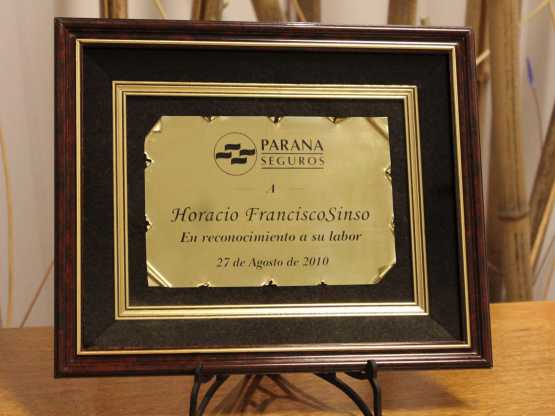 PARANA
SEGUROS
A
Horacio FranciscoSinso
En reconocimiento a su labor
27 de Agosto de 2010